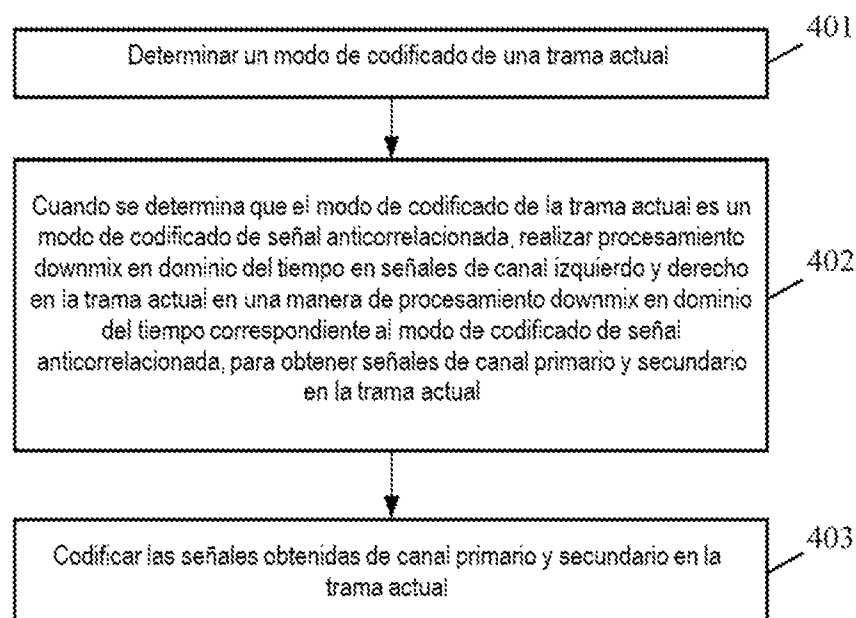 401
Determinar un modo de codificado de una trama actual
Cuando se determina que el modo de codificado de la trama actual es un
modo de codificado de señal anticorrelacionada, realizar procesamiento
downmix en dominio del tiempo en señales de canal izquierdo y derecho
en la trama actual en una manera de procesamiento downmix en dominio
del tiempo correspondiente al modo de codificado de señal
anticorrelacionada, para obtener señales de canal primario y secundario
en la trama actual
402
Codificar las señales obtenidas de canal primario y secundario en la
trama actual
403